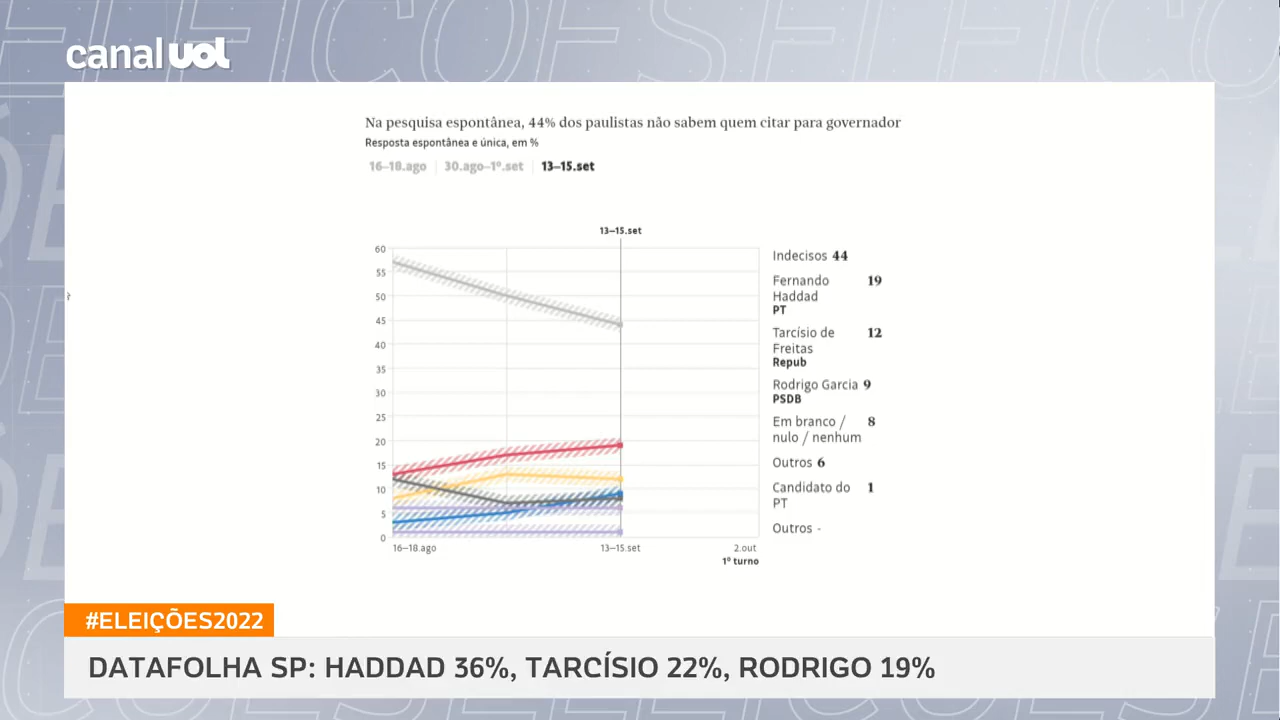 canal uol
Na pesquisa espontânea, 44% dos paulistas não sabem quem citar para governador
Resposta espontânea e única, em %
16–18.ago 30.ago–1º.set 13–15.set
13–15.set
60
55
50
45
40
35
30
25
20
15
10
5
0
16–18.ago 13–15.set 2.out
1º turno
Indecisos 44
Fernando 19
Haddad
PT
Tarcísio de 12
Freitas
Repub
Rodrigo Garcia 9
PSDB
Em branco / 8
nulo / nenhum
Outros 6
Candidato do 1
PT
Outros -
#ELEIÇÕES2022
DATAFOLHA SP: HADDAD 36%, TARCÍSIO 22%, RODRIGO 19%